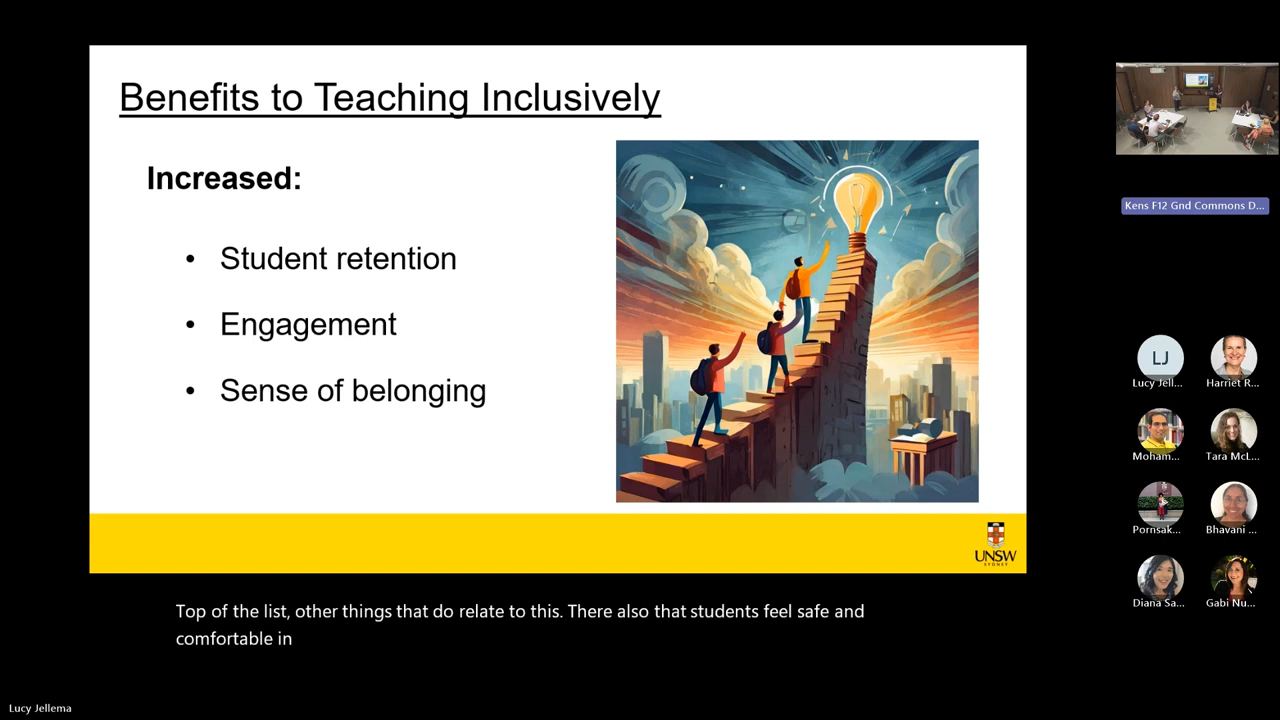 Benefits to Teaching Inclusively
Increased:
• Student retention
• Engagement
• Sense of belonging
UNSW
SYDNEY
Top of the list, other things that do relate to this. There also that students feel safe and
comfortable in
Lucy Jellema
Kens F12 Gnd Commons D...
LJ
Lucy Jell...
Harriet R...
Moham...
Tara McL...
Pornsak...
Bhavani ...
Diana Sa...
Gabi Nu...